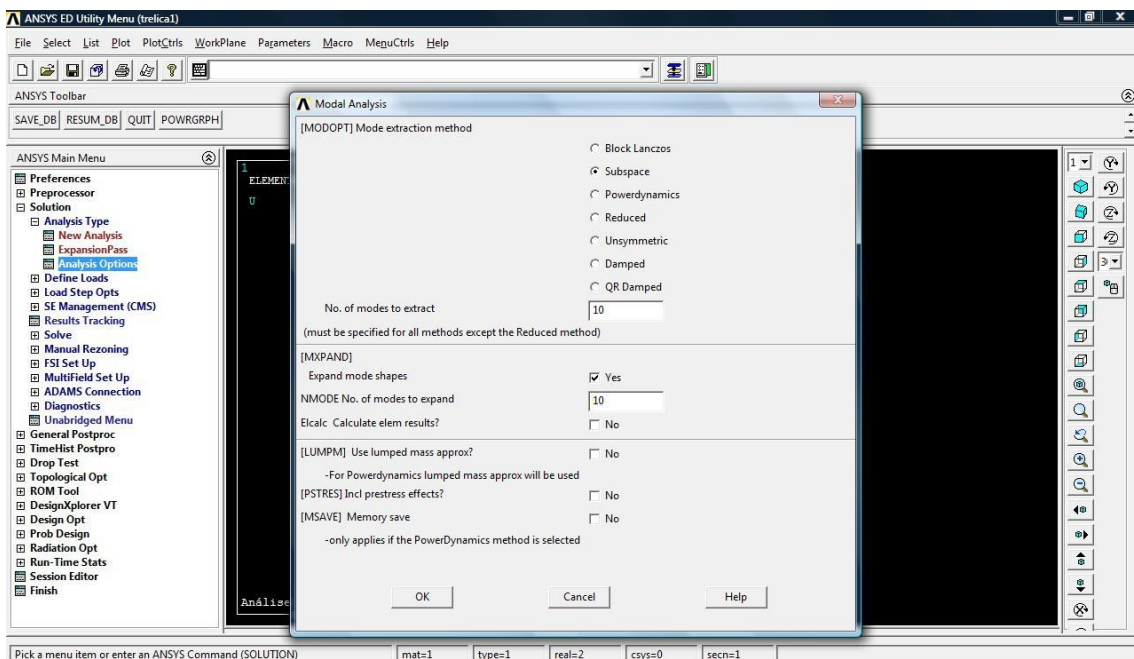 ANSYS ED Utility Menu (trelica1)
File Select List Plot PlotCtrls WorkPlane Parameters Macro MenuCtrls Help
ANSYS Toolbar
SAVE_DB RESUM_DB QUIT POWRGRPH
ANSYS Main Menu
Preferences
Preprocessor
Solution
Analysis Type
New Analysis
ExpansionPass
Analysis Options
Define Loads
Load Step Opts
SE Management (CMS)
Results Tracking
Solve
Manual Rezoning
FSI Set Up
MultiField Set Up
ADAMS Connection
Diagnostics
Unabridged Menu
General Postproc
TimeHist Postpro
Drop Test
Topological Opt
ROM Tool
DesignXplorer VT
Design Opt
Prob Design
Radiation Opt
Run-Time Stats
Session Editor
Finish
1
ELEMEN
U
Análise
Modal Analysis
[MODOPT] Mode extraction method
Block Lanczos
Subspace
Powerdynamics
Reduced
Unsymmetric
Damped
QR Damped
No. of modes to extract 10
(must be specified for all methods except the Reduced method)
[MXPAND]
Expand mode shapes Yes
NMODE No. of modes to expand 10
Elcalc Calculate elem results? No
[LUMPM] Use lumped mass approx? No
-For Powerdynamics lumped mass approx will be used
[PSTRES] Incl prestress effects? No
[MSAVE] Memory save No
-only applies if the PowerDynamics method is selected
OK Cancel Help
1
3
Pick a menu item or enter an ANSYS Command (SOLUTION) mat=1 type=1 real=2 csys=0 secn=1